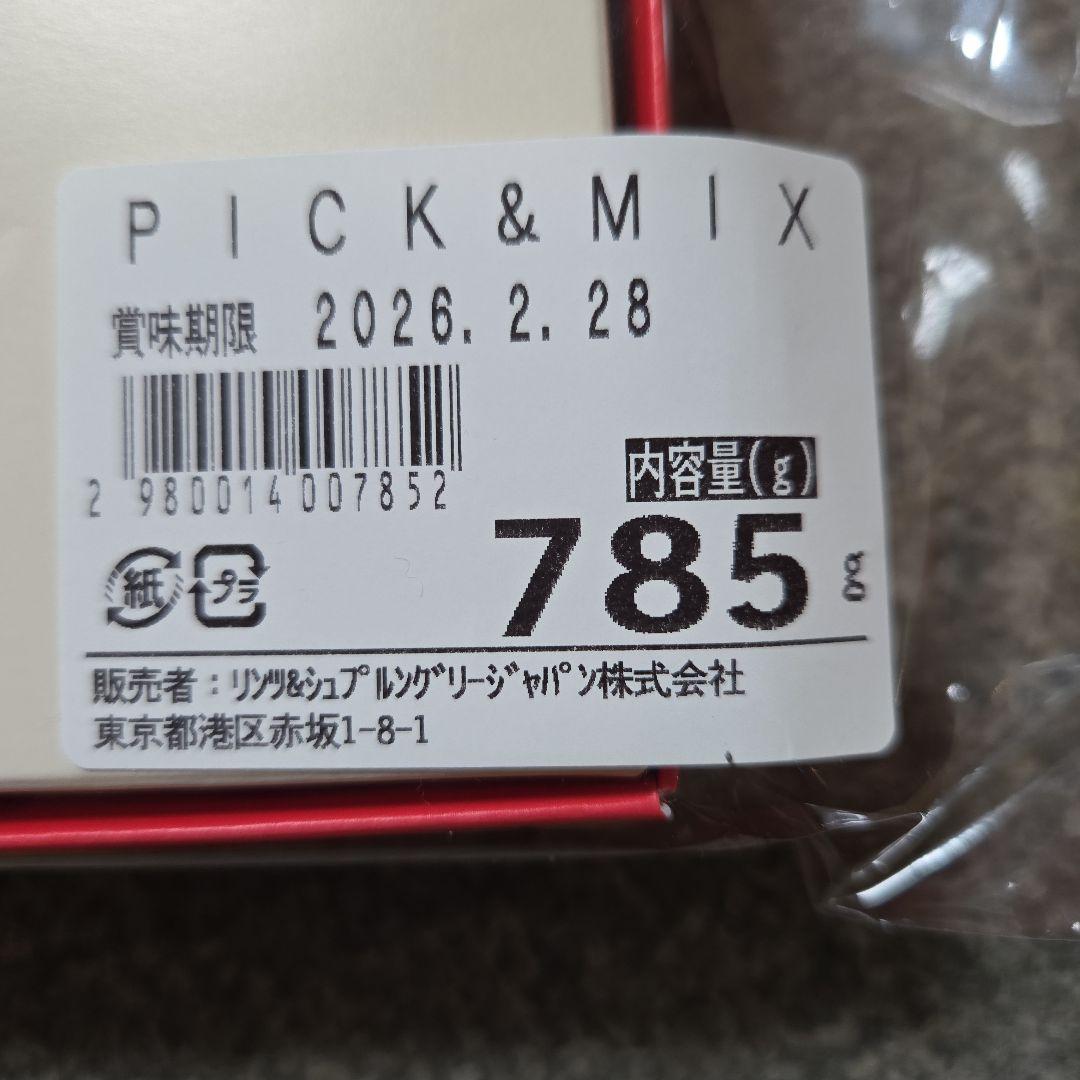 PICK&MIX
賞味期限 2026.2.28
2 980014 007852
内容量(g)
785g
紙 プラ
販売者：リンツ&シュプルングリージャパン株式会社
東京都港区赤坂1-8-1